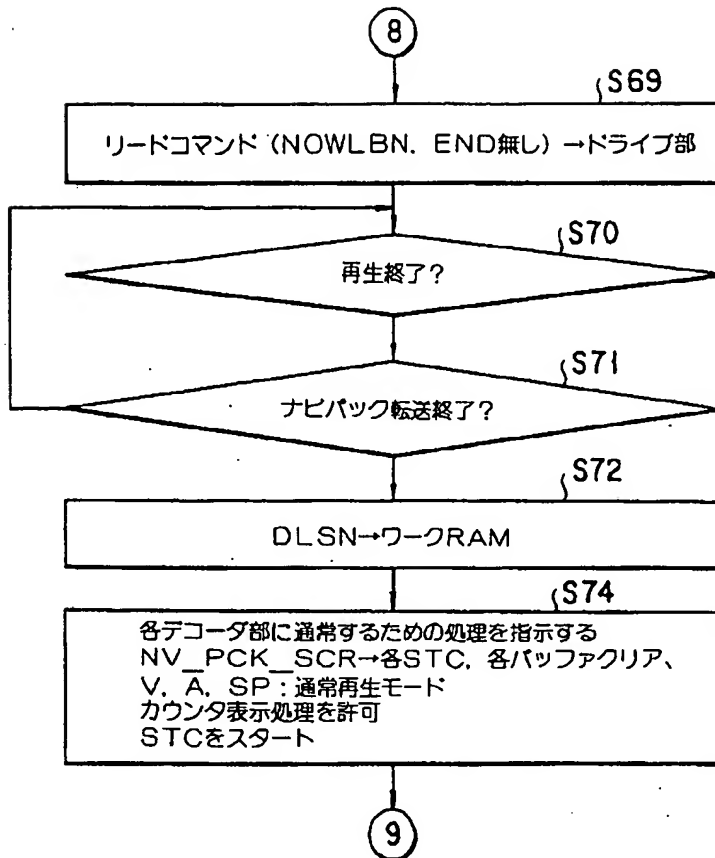 8
S69
リードコマンド（NOWLBN．END無し）→ドライブ部
S70
再生終了？
S71
ナビパック転送終了？
S72
DLSN→ワークRAM
S74
各デコーダ部に通常するための処理を指示する
NV_PCK_SCR→各STC，各バッファクリア、
V，A，SP：通常再生モード
カウンタ表示処理を許可
STCをスタート
9